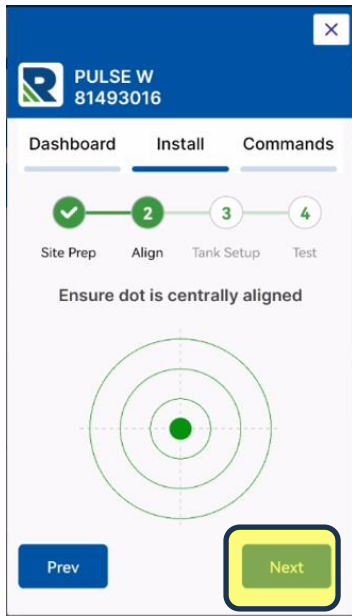 PULSE W
81493016
Dashboard Install Commands
2 3 4
Site Prep Align Tank Setup Test
Ensure dot is centrally aligned
Prev Next